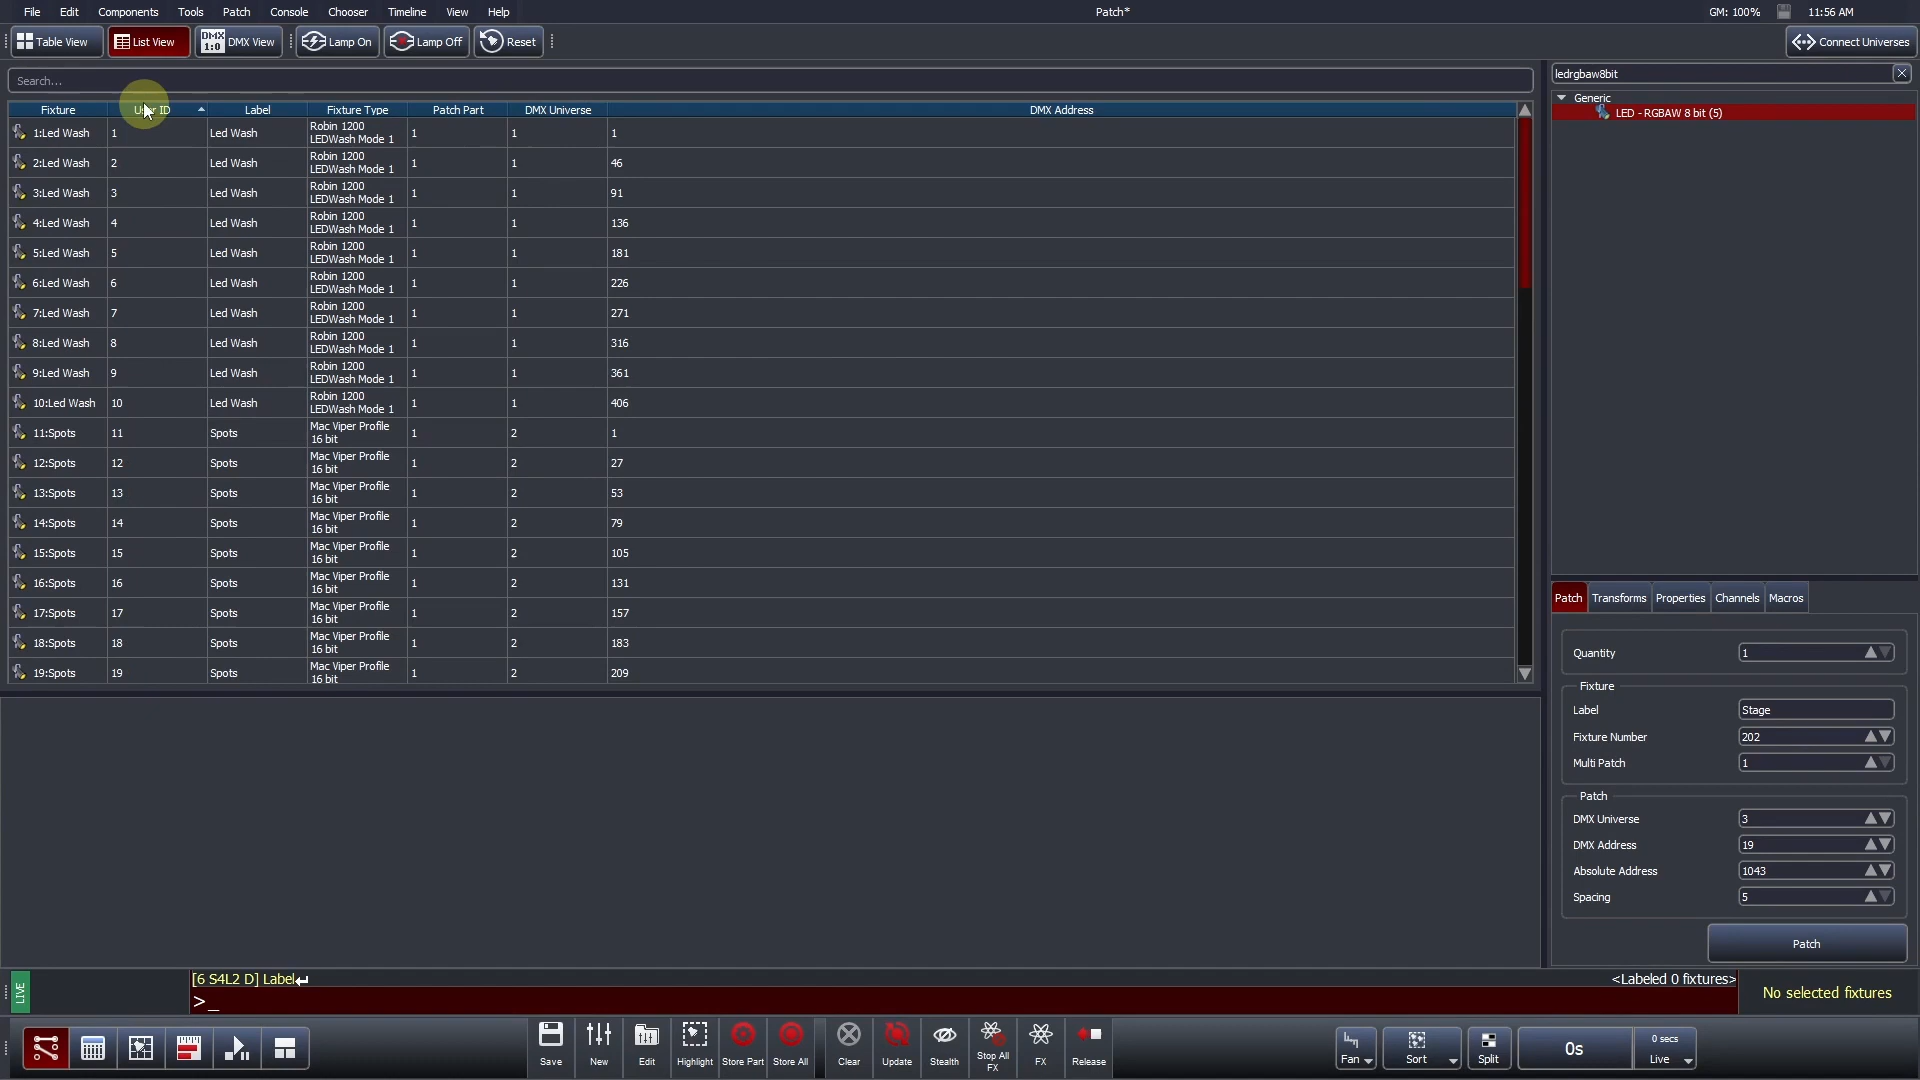 File Edit Components Tools Patch Console Chooser Timeline View Help Patch* GM: 100% 11:56 AM
Table View List View DMX 1:0 DMX View Lamp On Lamp Off Reset Connect Universes
Search... ledrgbaw8bit
Generic
LED - RGBAW 8 bit (5)
Fixture User ID Label Fixture Type Patch Part DMX Universe DMX Address
1:Led Wash 1 Led Wash Robin 1200 LEDWash Mode 1 1 1 1
2:Led Wash 2 Led Wash Robin 1200 LEDWash Mode 1 1 1 46
3:Led Wash 3 Led Wash Robin 1200 LEDWash Mode 1 1 1 91
4:Led Wash 4 Led Wash Robin 1200 LEDWash Mode 1 1 1 136
5:Led Wash 5 Led Wash Robin 1200 LEDWash Mode 1 1 1 181
6:Led Wash 6 Led Wash Robin 1200 LEDWash Mode 1 1 1 226
7:Led Wash 7 Led Wash Robin 1200 LEDWash Mode 1 1 1 271
8:Led Wash 8 Led Wash Robin 1200 LEDWash Mode 1 1 1 316
9:Led Wash 9 Led Wash Robin 1200 LEDWash Mode 1 1 1 361
10:Led Wash 10 Led Wash Robin 1200 LEDWash Mode 1 1 1 406
11:Spots 11 Spots Mac Viper Profile 16 bit 1 2 1
12:Spots 12 Spots Mac Viper Profile 16 bit 1 2 27
13:Spots 13 Spots Mac Viper Profile 16 bit 1 2 53
14:Spots 14 Spots Mac Viper Profile 16 bit 1 2 79
15:Spots 15 Spots Mac Viper Profile 16 bit 1 2 105
16:Spots 16 Spots Mac Viper Profile 16 bit 1 2 131
17:Spots 17 Spots Mac Viper Profile 16 bit 1 2 157
18:Spots 18 Spots Mac Viper Profile 16 bit 1 2 183
19:Spots 19 Spots Mac Viper Profile 16 bit 1 2 209
Patch Transforms Properties Channels Macros
Quantity 1
Fixture
Label Stage
Fixture Number 202
Multi Patch 1
Patch
DMX Universe 3
DMX Address 19
Absolute Address 1043
Spacing 5
Patch
LIVE [6 S4L2 D] Label↵ <Labeled 0 fixtures>
>_ No selected fixtures
Save New Edit Highlight Store Part Store All Clear Update Stealth Stop All FX FX Release Fan Sort Split 0s 0 secs Live